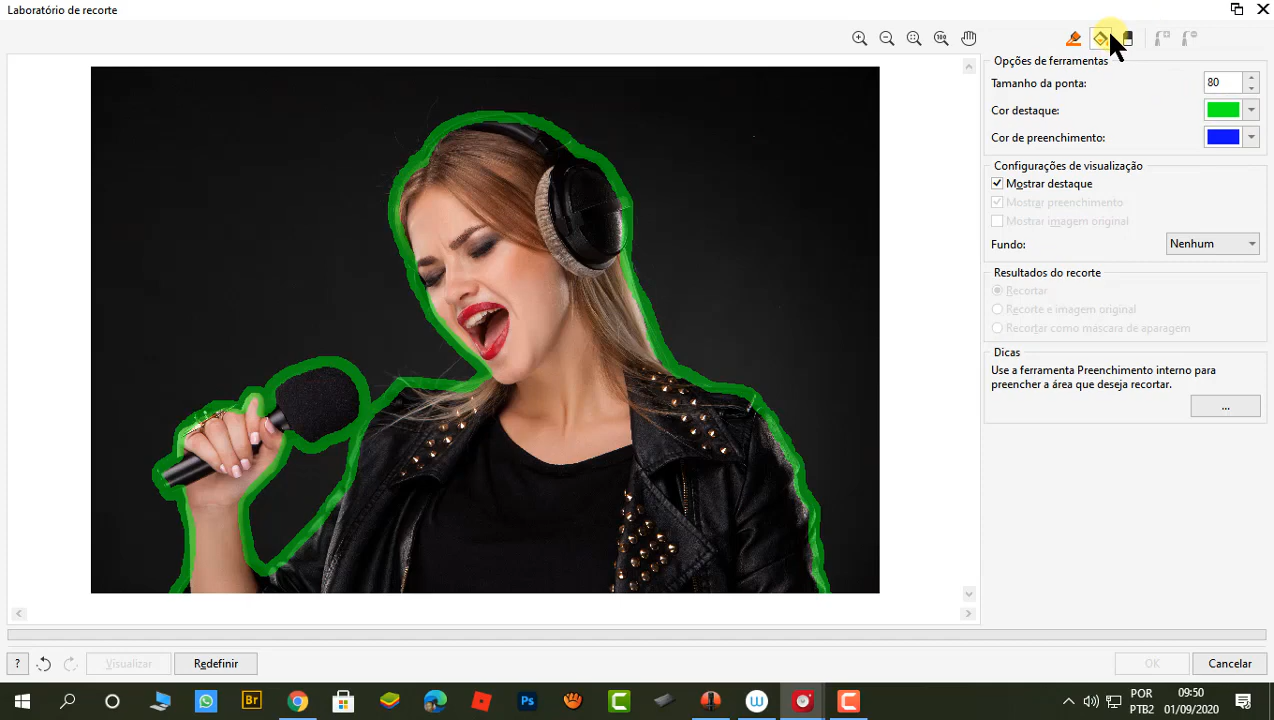 Laboratório de recorte
100
Opções de ferramentas
Tamanho da ponta: 80
Cor destaque:
Cor de preenchimento:
Configurações de visualização
Mostrar destaque
Mostrar preenchimento
Mostrar imagem original
Fundo: Nenhum
Resultados do recorte
Recortar
Recorte e imagem original
Recortar como máscara de aparagem
Dicas
Use a ferramenta Preenchimento interno para
preencher a área que deseja recortar.
...
? Visualizar Redefinir OK Cancelar
Br Ps C W C
POR 09:50
PTB2 01/09/2020